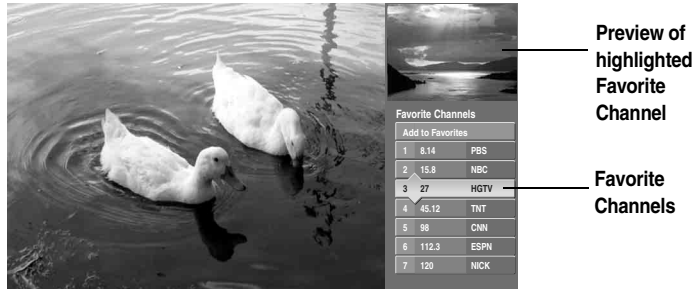 Preview of
highlighted
Favorite
Channel
Favorite Channels
Add to Favorites
1 8.14 PBS
2 15.8 NBC
3 27 HGTV
4 45.12 TNT
5 98 CNN
6 112.3 ESPN
7 120 NICK
Favorite
Channels